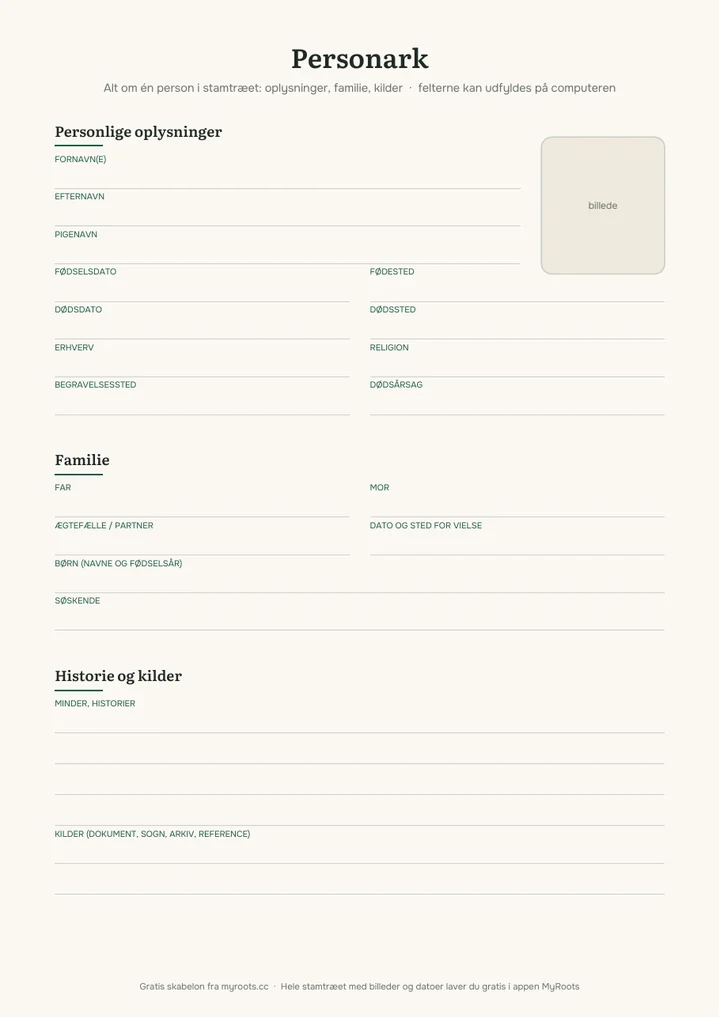 Personark
Alt om én person i stamtræet: oplysninger, familie, kilder · felterne kan udfyldes på computeren
Personlige oplysninger
FORNAVN(E)
EFTERNAVN
PIGENAVN
billede
FØDSELSDATO
FØDESTED
DØDSDATO
DØDSSTED
ERHVERV
RELIGION
BEGRAVELSESSTED
DØDSÅRSAG
Familie
FAR
MOR
ÆGTEFÆLLE / PARTNER
DATO OG STED FOR VIELSE
BØRN (NAVNE OG FØDSELSÅR)
SØSKENDE
Historie og kilder
MINDER, HISTORIER
KILDER (DOKUMENT, SOGN, ARKIV, REFERENCE)
Gratis skabelon fra myroots.cc · Hele stamtræet med billeder og datoer laver du gratis i appen MyRoots